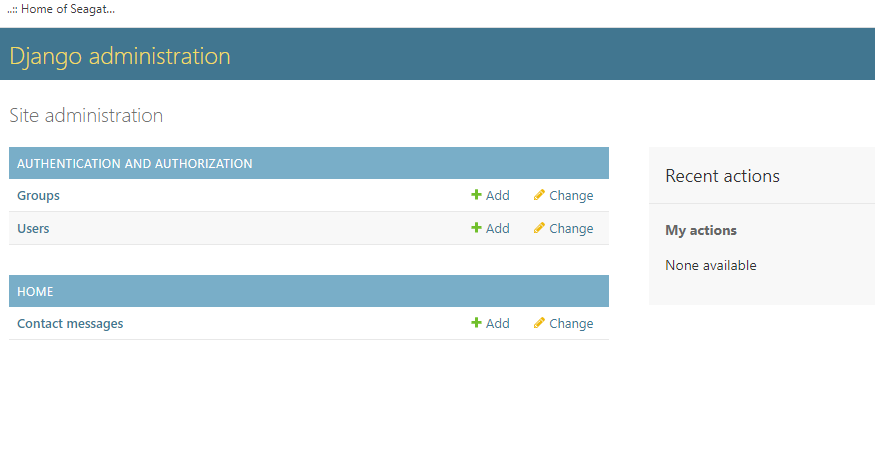 ..:: Home of Seagat...
Django administration
Site administration
AUTHENTICATION AND AUTHORIZATION
Groups Add Change
Users Add Change
HOME
Contact messages Add Change
Recent actions
My actions
None available